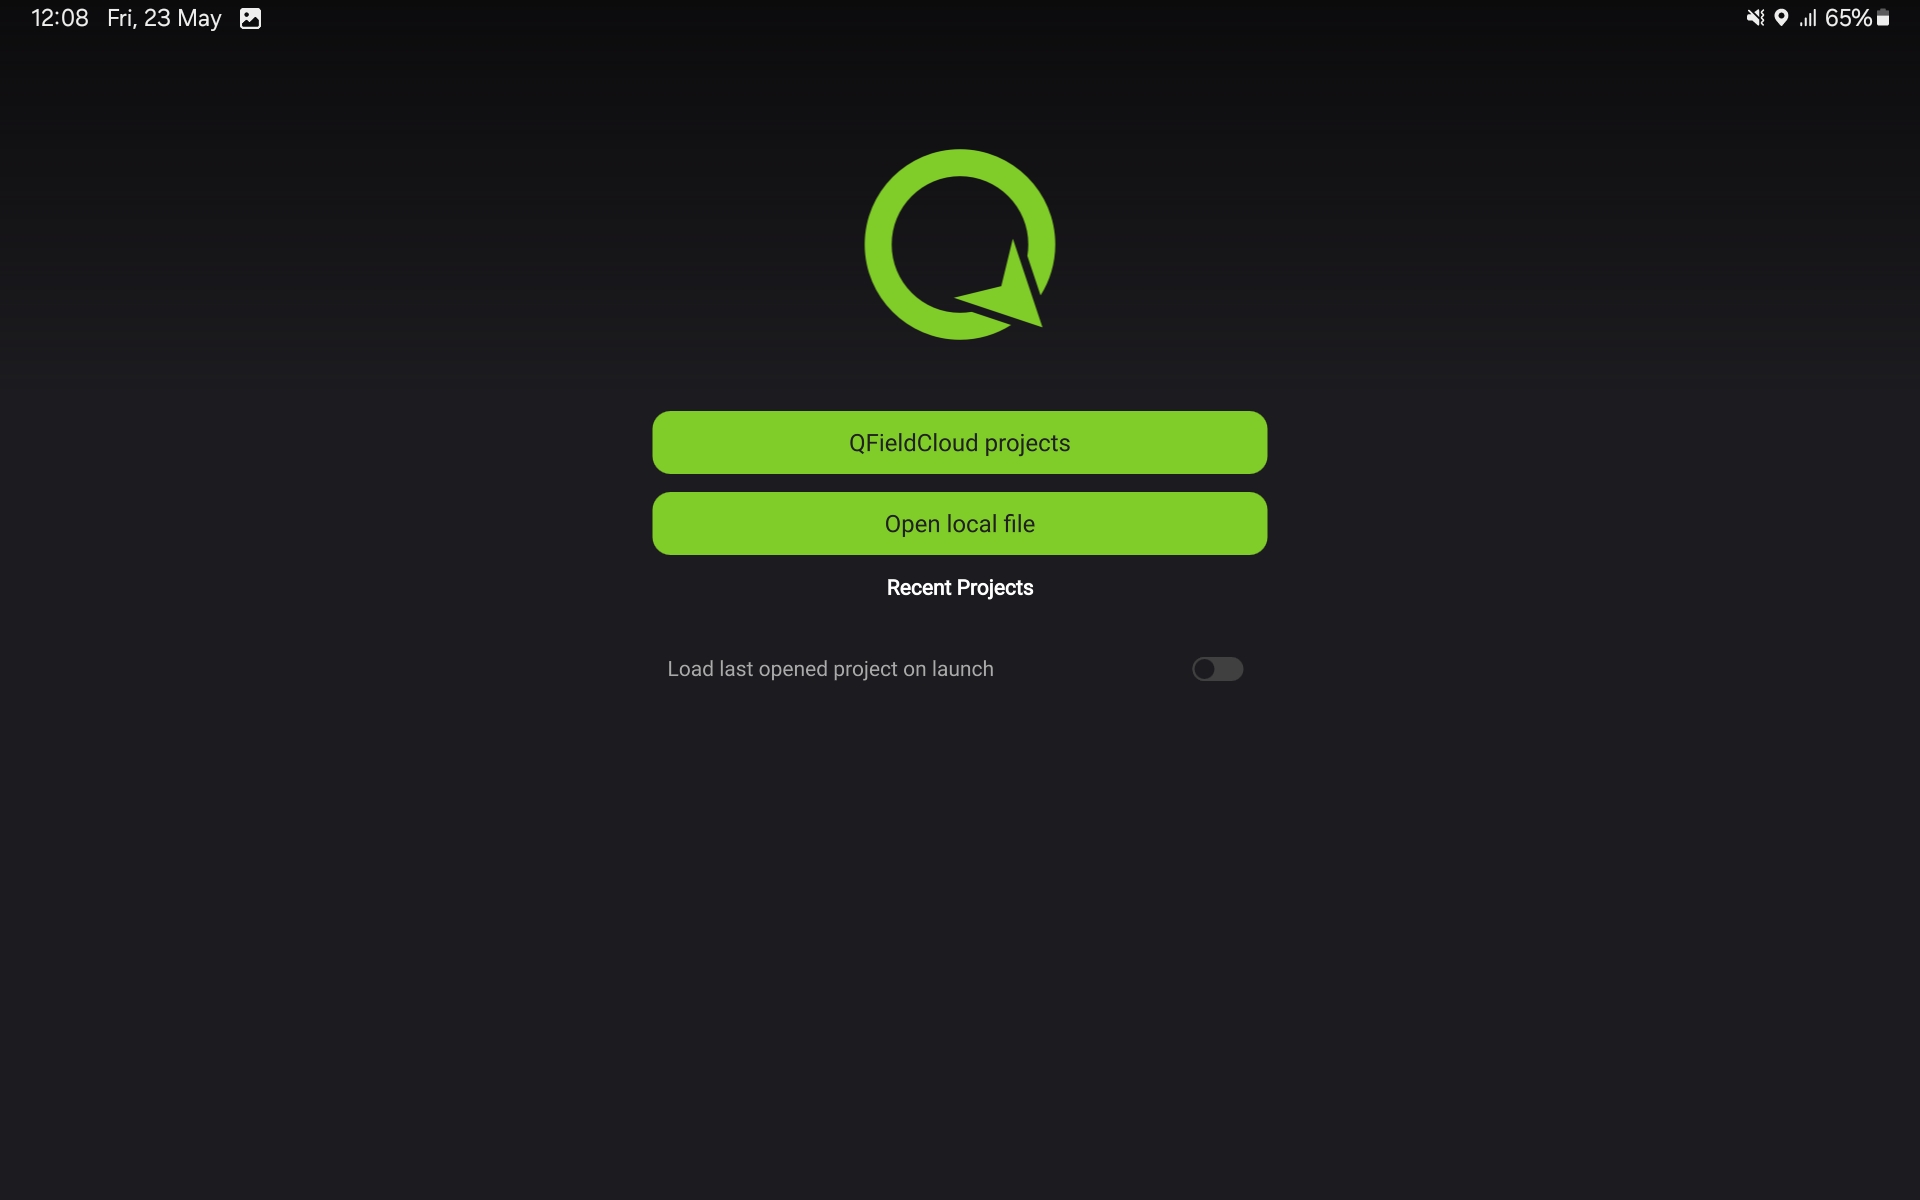 12:08 Fri, 23 May 65%
QFieldCloud projects
Open local file
Recent Projects
Load last opened project on launch